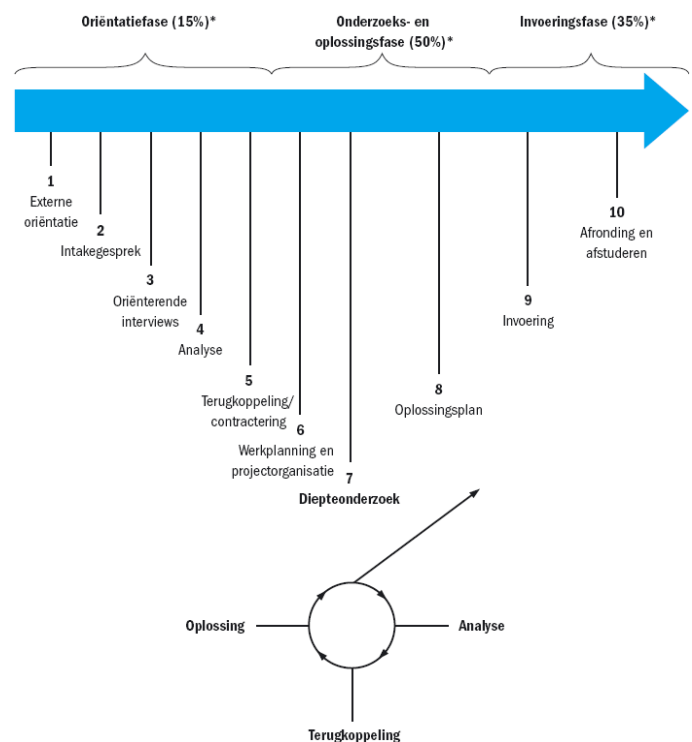 Oriëntatiefase (15%)*
Onderzoeks- en
oplossingsfase (50%)*
Invoeringsfase (35%)*
1
Externe
oriëntatie
2
Intakegesprek
3
Oriënterende
interviews
4
Analyse
5
Terugkoppeling/
contractering
6
Werkplanning en
projectorganisatie
7
Diepteonderzoek
8
Oplossingsplan
9
Invoering
10
Afronding en
afstuderen
Oplossing
Analyse
Terugkoppeling